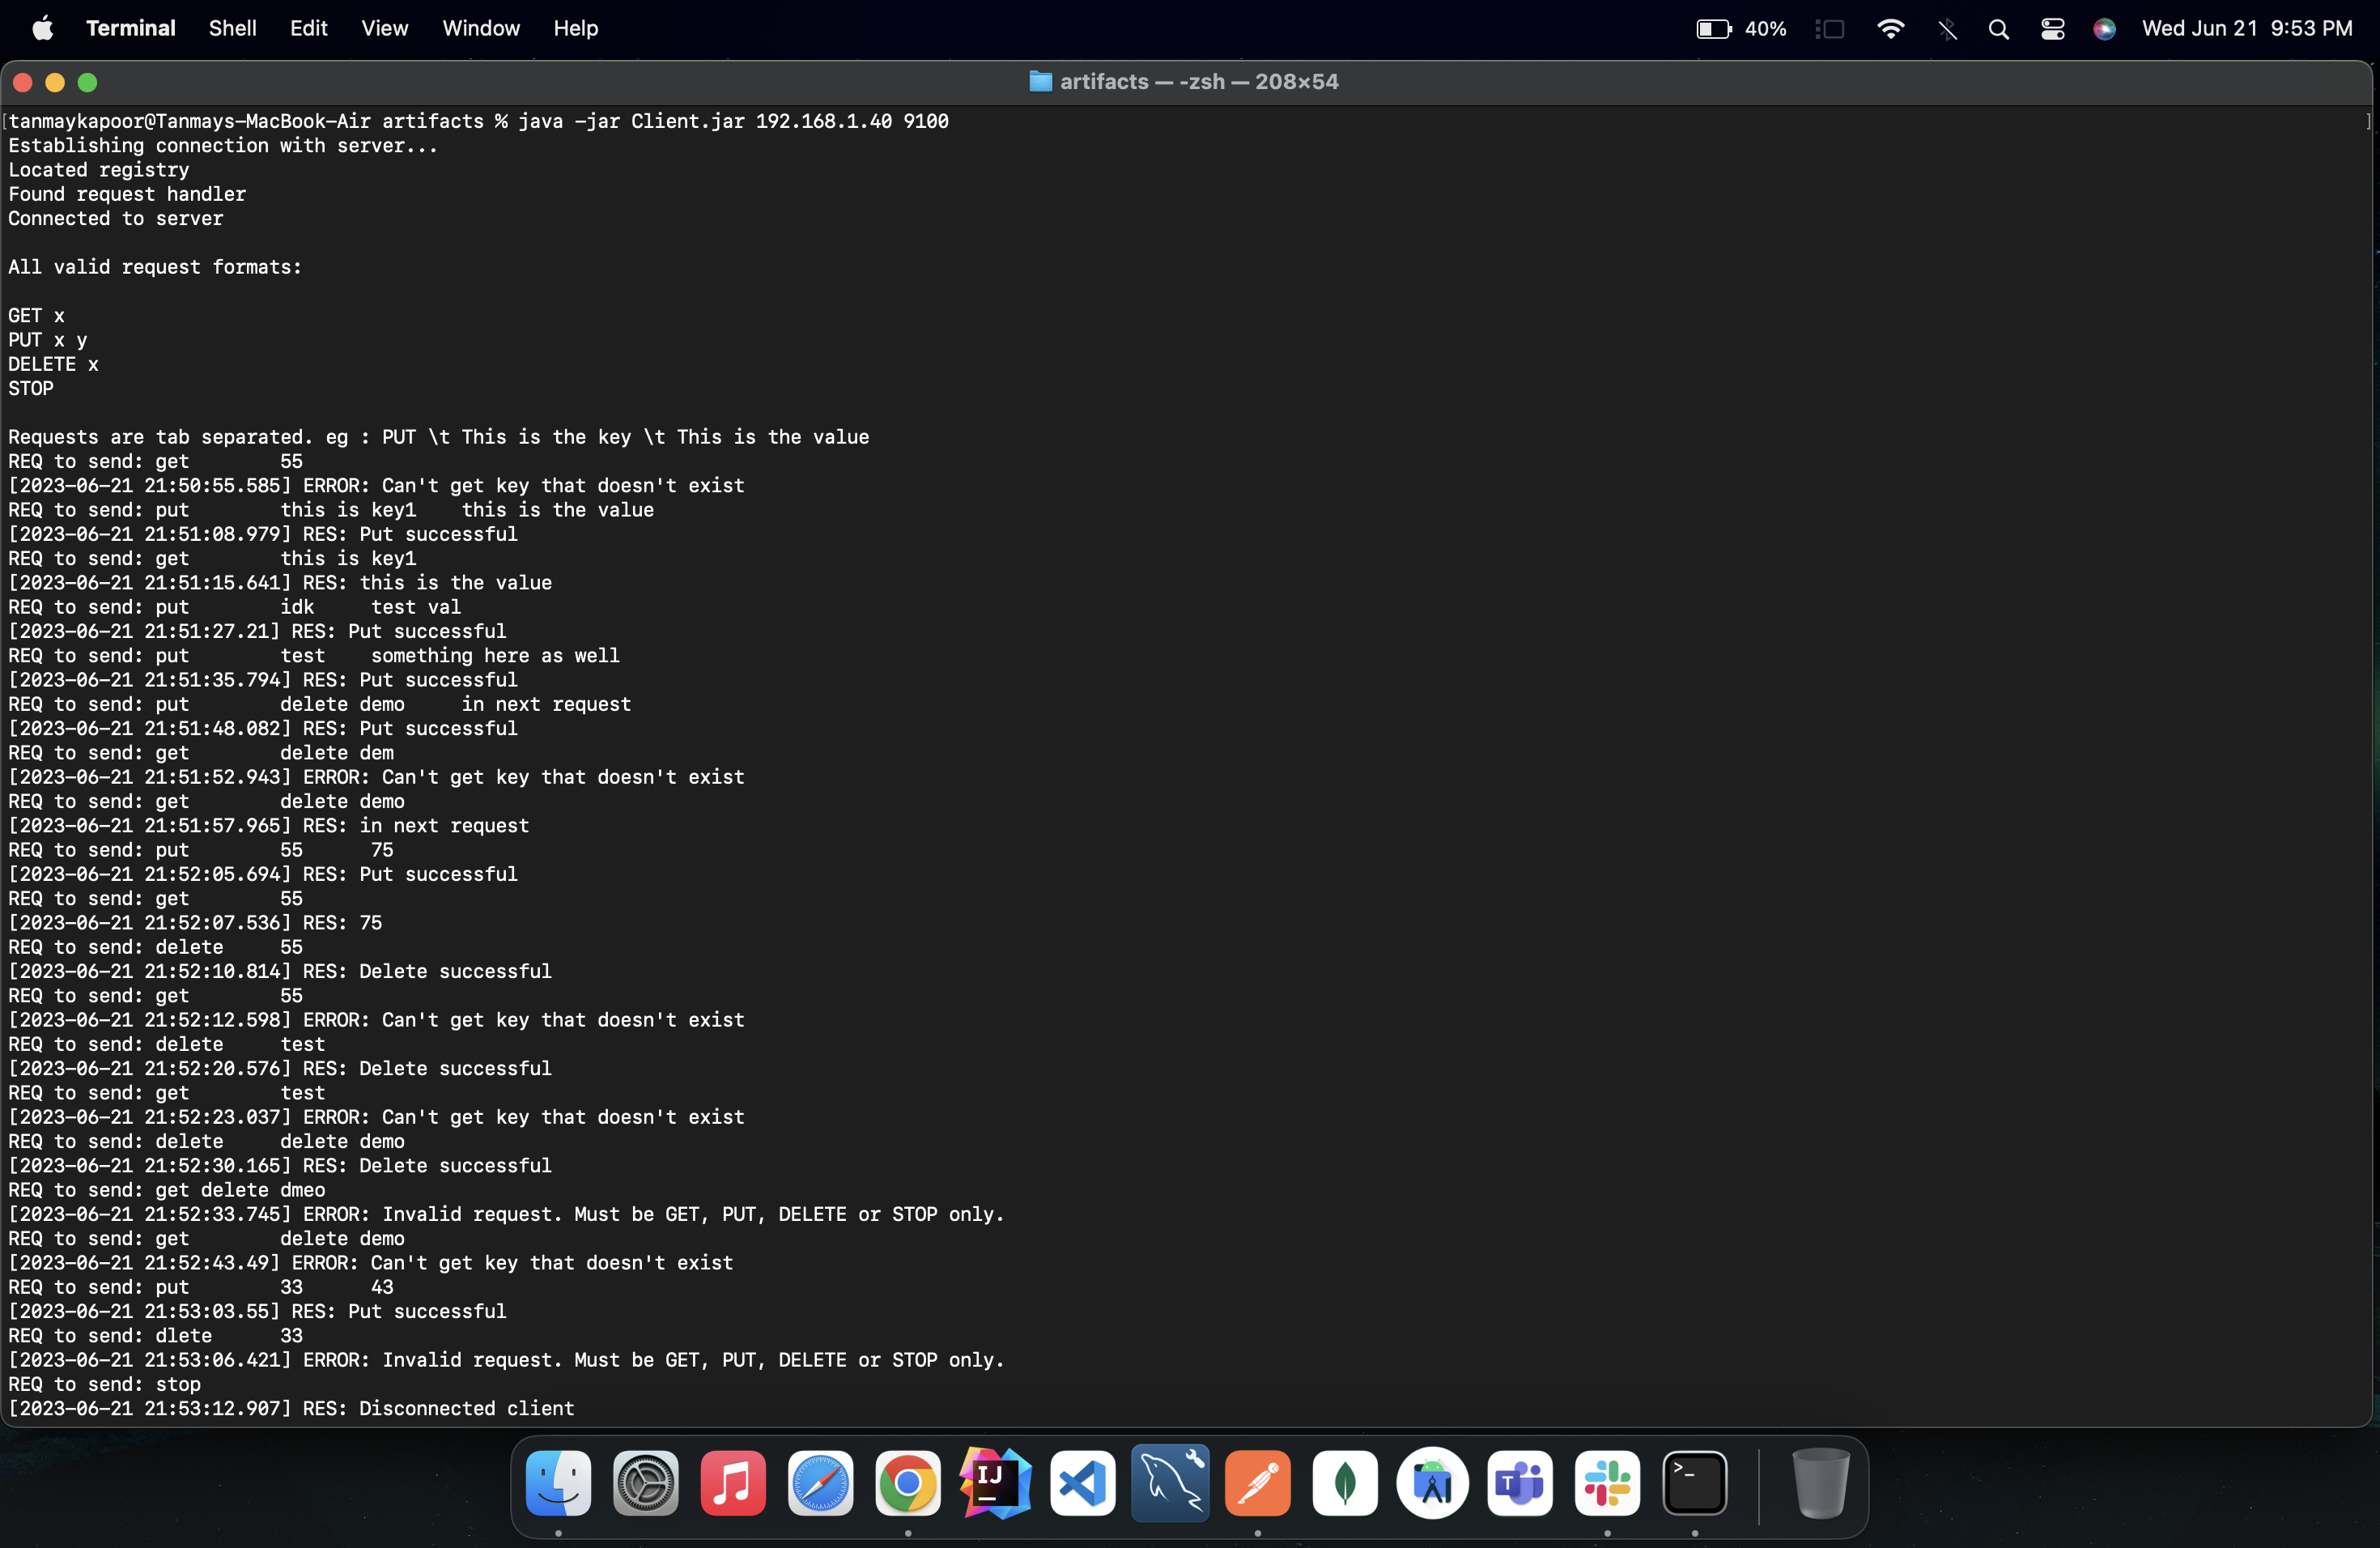 Terminal Shell Edit View Window Help 40% Wed Jun 21 9:53 PM
artifacts — -zsh — 208×54
[tanmaykapoor@Tanmays-MacBook-Air artifacts % java -jar Client.jar 192.168.1.40 9100 ]
Establishing connection with server...
Located registry
Found request handler
Connected to server
All valid request formats:
GET x
PUT x y
DELETE x
STOP
Requests are tab separated. eg : PUT \t This is the key \t This is the value
REQ to send: get 55
[2023-06-21 21:50:55.585] ERROR: Can't get key that doesn't exist
REQ to send: put this is key1 this is the value
[2023-06-21 21:51:08.979] RES: Put successful
REQ to send: get this is key1
[2023-06-21 21:51:15.641] RES: this is the value
REQ to send: put idk test val
[2023-06-21 21:51:27.21] RES: Put successful
REQ to send: put test something here as well
[2023-06-21 21:51:35.794] RES: Put successful
REQ to send: put delete demo in next request
[2023-06-21 21:51:48.082] RES: Put successful
REQ to send: get delete dem
[2023-06-21 21:51:52.943] ERROR: Can't get key that doesn't exist
REQ to send: get delete demo
[2023-06-21 21:51:57.965] RES: in next request
REQ to send: put 55 75
[2023-06-21 21:52:05.694] RES: Put successful
REQ to send: get 55
[2023-06-21 21:52:07.536] RES: 75
REQ to send: delete 55
[2023-06-21 21:52:10.814] RES: Delete successful
REQ to send: get 55
[2023-06-21 21:52:12.598] ERROR: Can't get key that doesn't exist
REQ to send: delete test
[2023-06-21 21:52:20.576] RES: Delete successful
REQ to send: get test
[2023-06-21 21:52:23.037] ERROR: Can't get key that doesn't exist
REQ to send: delete delete demo
[2023-06-21 21:52:30.165] RES: Delete successful
REQ to send: get delete dmeo
[2023-06-21 21:52:33.745] ERROR: Invalid request. Must be GET, PUT, DELETE or STOP only.
REQ to send: get delete demo
[2023-06-21 21:52:43.49] ERROR: Can't get key that doesn't exist
REQ to send: put 33 43
[2023-06-21 21:53:03.55] RES: Put successful
REQ to send: dlete 33
[2023-06-21 21:53:06.421] ERROR: Invalid request. Must be GET, PUT, DELETE or STOP only.
REQ to send: stop
[2023-06-21 21:53:12.907] RES: Disconnected client
IJ
T
>_